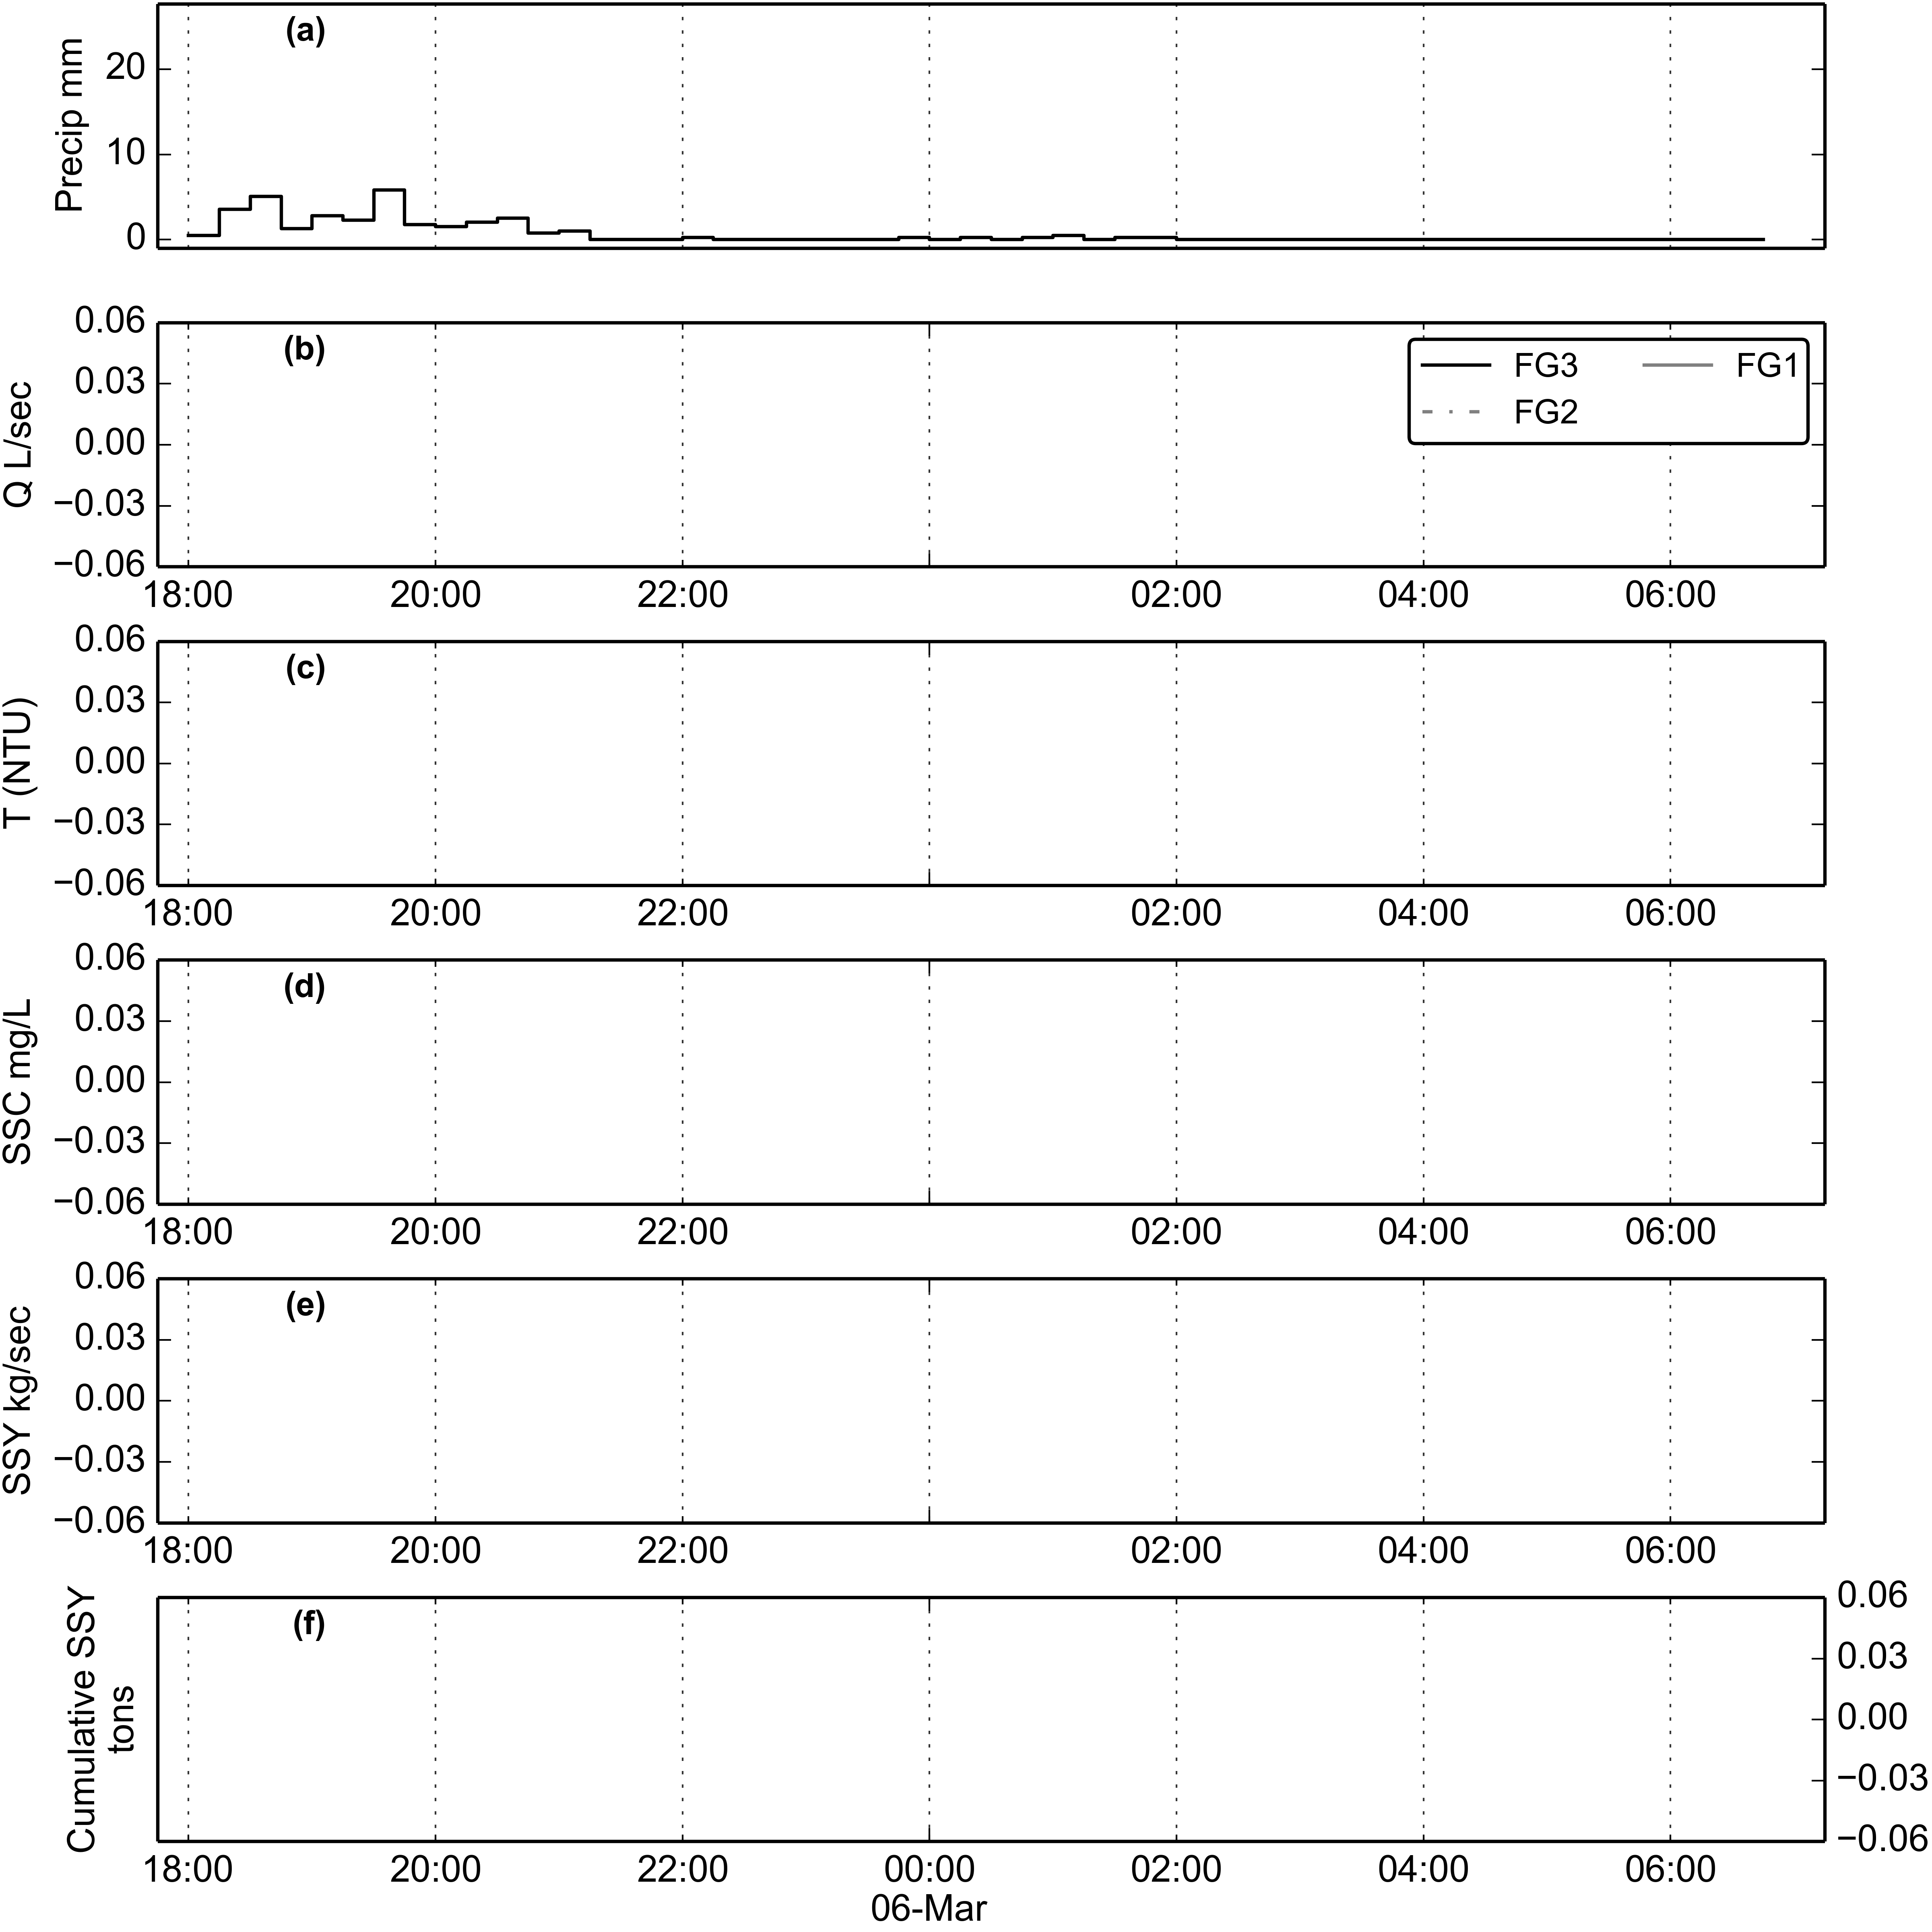 (a)
Precip mm
20
10
0
(b)
Q L/sec
0.06
0.03
0.00
−0.03
−0.06
FG3 FG1
FG2
18:00 20:00 22:00 02:00 04:00 06:00
(c)
T (NTU)
0.06
0.03
0.00
−0.03
−0.06
18:00 20:00 22:00 02:00 04:00 06:00
(d)
SSC mg/L
0.06
0.03
0.00
−0.03
−0.06
18:00 20:00 22:00 02:00 04:00 06:00
(e)
SSY kg/sec
0.06
0.03
0.00
−0.03
−0.06
18:00 20:00 22:00 02:00 04:00 06:00
(f)
Cumulative SSY
tons
0.06
0.03
0.00
−0.03
−0.06
18:00 20:00 22:00 00:00 02:00 04:00 06:00
06-Mar